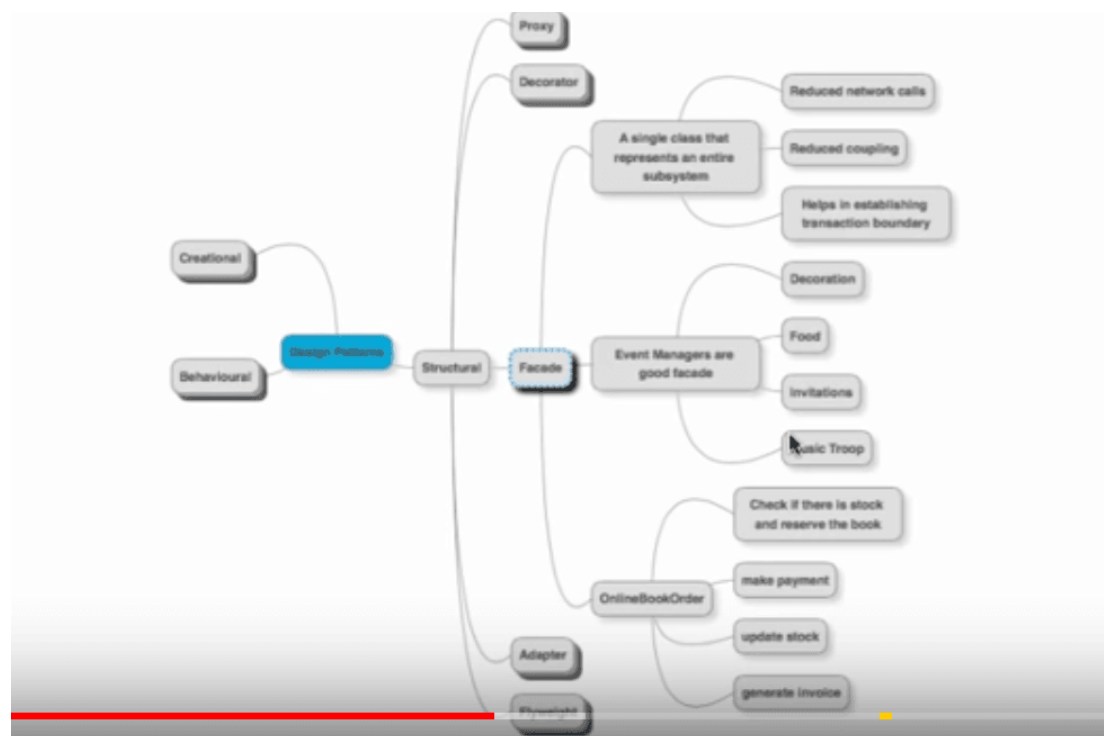 Proxy
Decorator
A single class that
represents an entire
subsystem
Reduced network calls
Reduced coupling
Helps in establishing
transaction boundary
Creational
Behavioural
Design Patterns
Structural
Facade
Event Managers are
good facade
Decoration
Food
Invitations
usic Troop
OnlineBookOrder
Check if there is stock
and reserve the book
make payment
update stock
generate invoice
Adapter
Flyweight